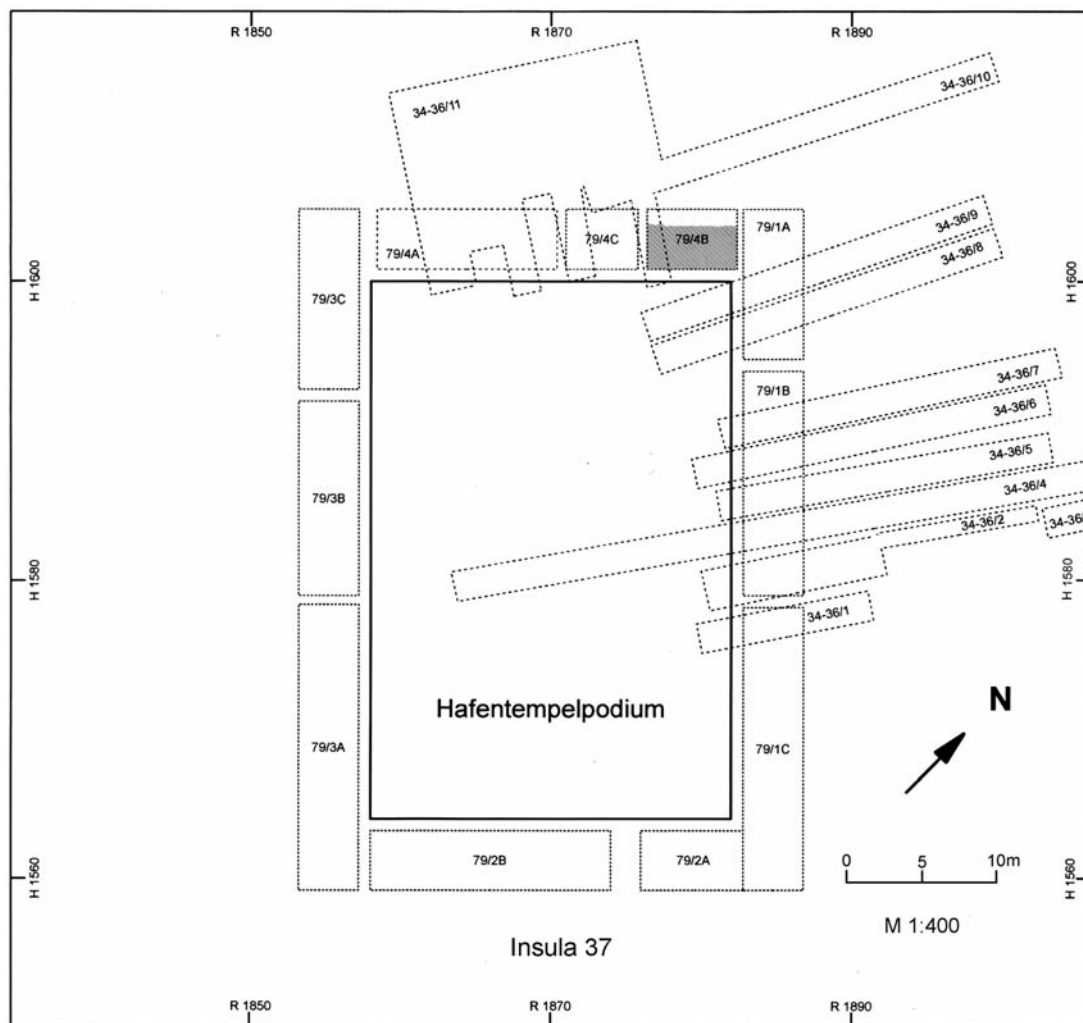 R 1850
R 1870
R 1890
34-36/11
34-36/10
34-36/9
34-36/8
79/4A
79/4C
79/4B
79/1A
H 1600
H 1600
79/3C
34-36/7
79/1B
34-36/6
34-36/5
34-36/4
79/3B
34-36/2
34-36/
H 1580
H 1580
34-36/1
Hafentempelpodium
N
79/3A
79/1C
79/2B
79/2A
0 5 10m
H 1560
H 1560
M 1:400
Insula 37
R 1850
R 1870
R 1890